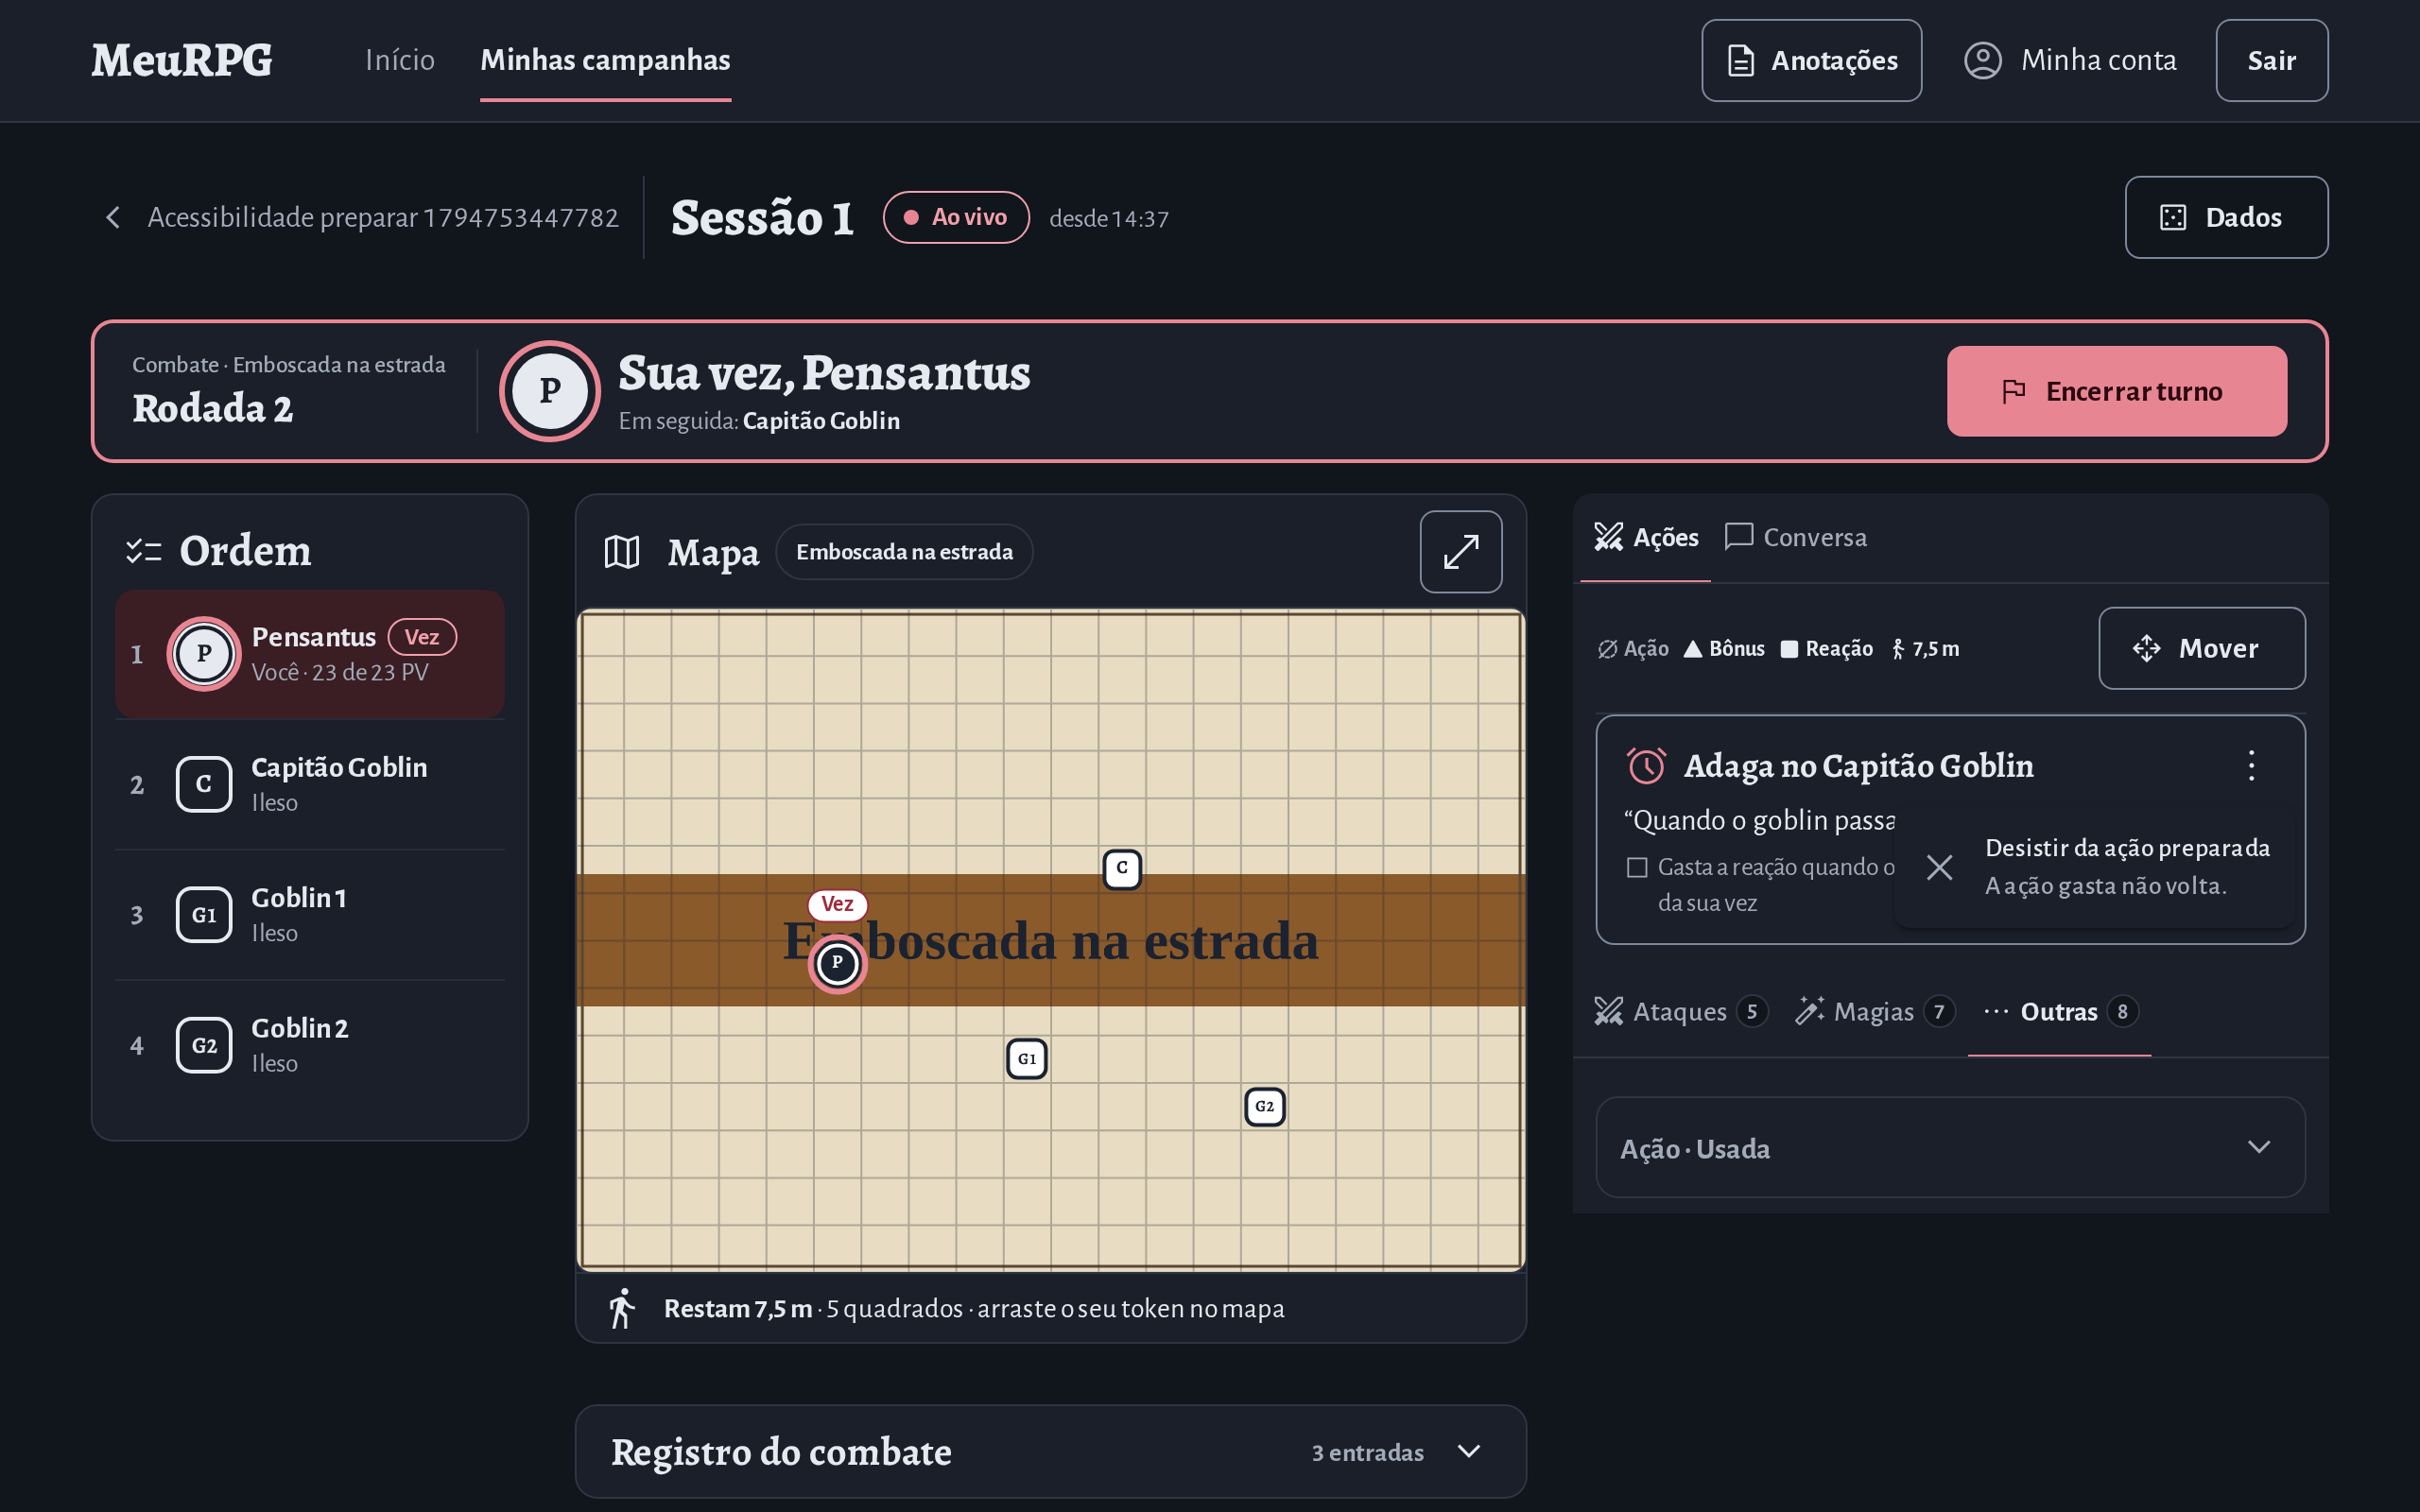 MeuRPG
Início
Minhas campanhas
Anotações
Minha conta
Sair
Acessibilidade preparar 1794753447782
Sessão 1
Ao vivo
desde 14:37
Dados
Combate · Emboscada na estrada
Rodada 2
P
Sua vez, Pensantus
Em seguida: Capitão Goblin
Encerrar turno
Ordem
1
P
Pensantus
Vez
Você · 23 de 23 PV
2
C
Capitão Goblin
Ileso
3
G1
Goblin 1
Ileso
4
G2
Goblin 2
Ileso
Mapa
Emboscada na estrada
C
Vez
Emboscada na estrada
P
G1
G2
Restam 7,5 m · 5 quadrados · arraste o seu token no mapa
Registro do combate
3 entradas
Ações
Conversa
Ação
Bônus
Reação
7,5 m
Mover
Adaga no Capitão Goblin
“Quando o goblin passa
Gasta a reação quando o
da sua vez
Desistir da ação preparada
A ação gasta não volta.
Ataques 5
Magias 7
Outras 8
Ação · Usada